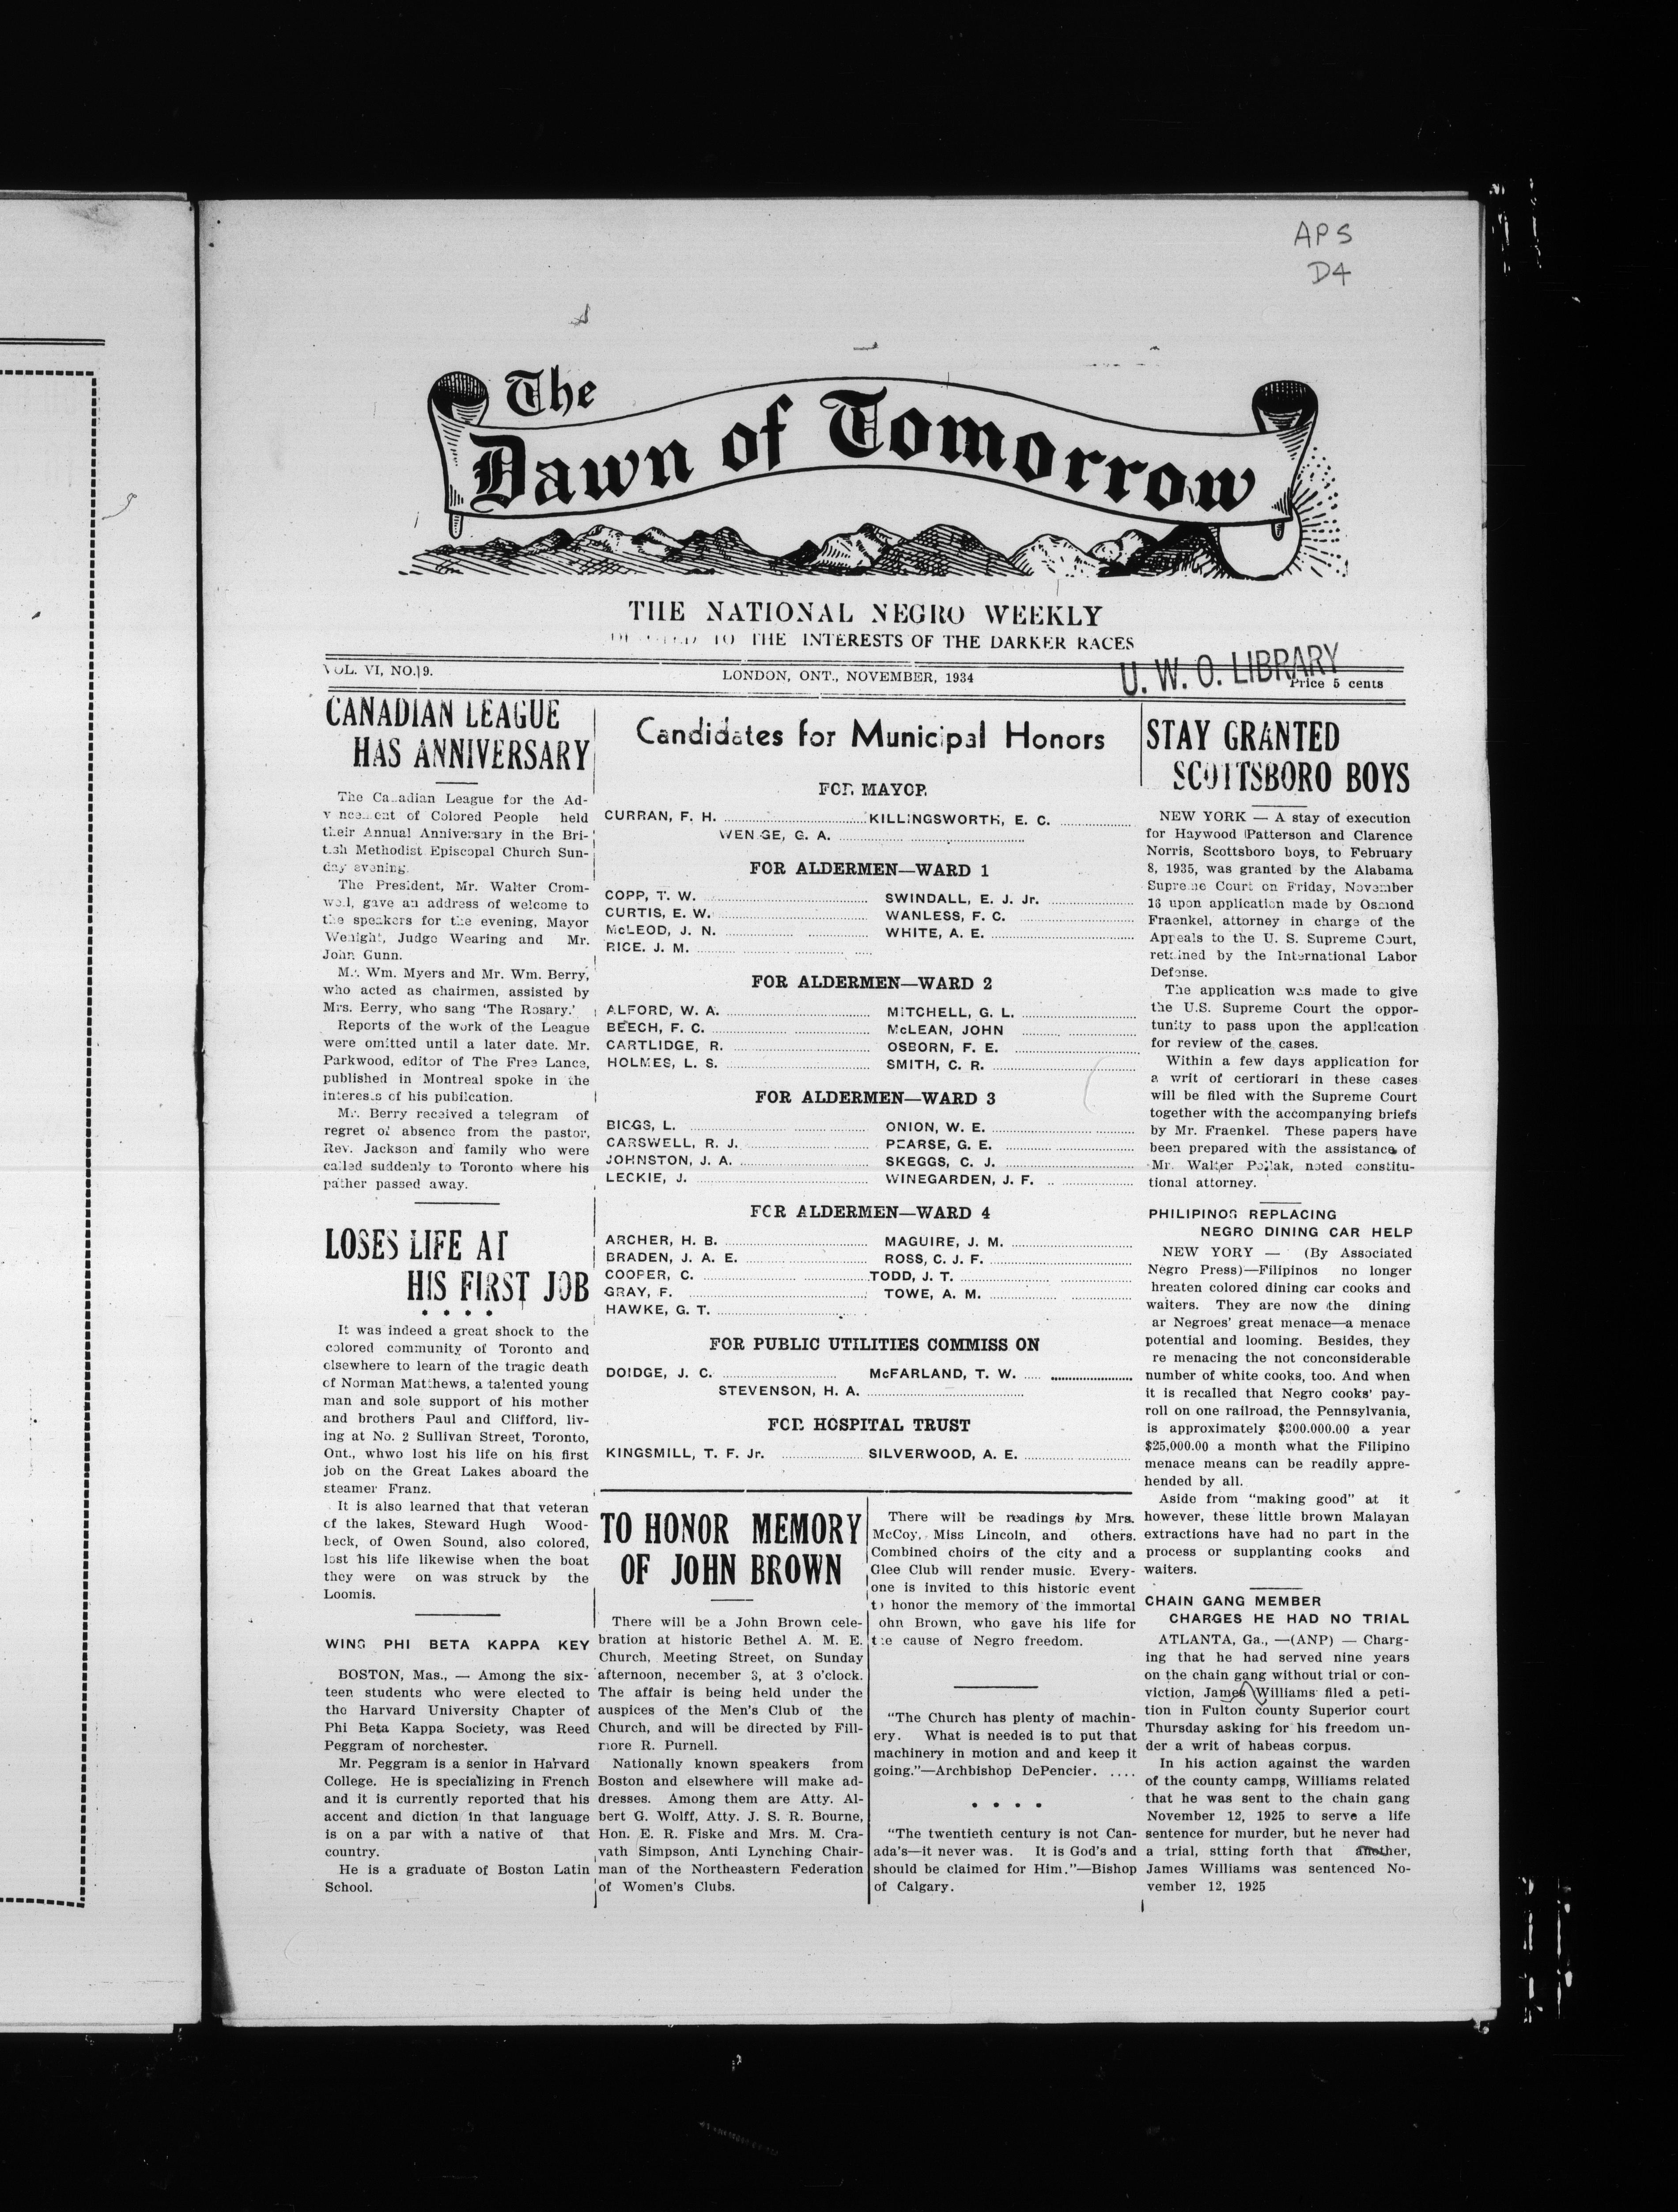 APS
D4
The
Dawn of Tomorrow
THE NATIONAL NEGRO WEEKLY
TO THE INTERESTS OF THE DARKER RACES
VOL. VI, NO. 9.
LONDON, ONT., NOVEMBER, 1934
U. W. O. LIBRARY
Price 5 cents
CANADIAN LEAGUE
HAS ANNIVERSARY
The Canadian League for the Ad-
vncement of Colored People held
their Annual Anniversary in the Bri-
tish Methodist Episcopal Church Sun-
day evening.
The President, Mr. Walter Crom-
well, gave an address of welcome to
the speakers for the evening, Mayor
Wenight, Judge Wearing and Mr.
John Gunn.
Mr. Wm. Myers and Mr. Wm. Berry,
who acted as chairmen, assisted by
Mrs. Berry, who sang 'The Rosary.'
Reports of the work of the League
were omitted until a later date. Mr.
Parkwood, editor of The Free Lance,
published in Montreal spoke in the
interests of his publication.
Mr. Berry received a telegram of
regret of absence from the pastor,
Rev. Jackson and family who were
called suddenly to Toronto where his
pather passed away.
LOSES LIFE AT
HIS FIRST JOB
• • • •
It was indeed a great shock to the
colored community of Toronto and
elsewhere to learn of the tragic death
of Norman Matthews, a talented young
man and sole support of his mother
and brothers Paul and Clifford, liv-
ing at No. 2 Sullivan Street, Toronto,
Ont., whwo lost his life on his first
job on the Great Lakes aboard the
steamer Franz.
It is also learned that that veteran
of the lakes, Steward Hugh Wood-
beck, of Owen Sound, also colored,
lost his life likewise when the boat
they were on was struck by the
Loomis.
WINS PHI BETA KAPPA KEY
BOSTON, Mas., — Among the six-
teen students who were elected to
the Harvard University Chapter of
Phi Beta Kappa Society, was Reed
Peggram of norchester.
Mr. Peggram is a senior in Harvard
College. He is specializing in French
and it is currently reported that his
accent and diction in that language
is on a par with a native of that
country.
He is a graduate of Boston Latin
School.
Candidates for Municipal Honors
FOR MAYOR
CURRAN, F. H. KILLINGSWORTH, E. C.
WENIGE, G. A.
FOR ALDERMEN—WARD 1
COPP, T. W. SWINDALL, E. J. Jr.
CURTIS, E. W. WANLESS, F. C.
McLEOD, J. N. WHITE, A. E.
RICE. J. M.
FOR ALDERMEN—WARD 2
ALFORD, W. A. MITCHELL, G. L.
BEECH, F. C. McLEAN, JOHN
CARTLIDGE, R. OSBORN, F. E.
HOLMES, L. S. SMITH, C. R.
FOR ALDERMEN—WARD 3
BIGGS, L. ONION, W. E.
CARSWELL, R. J. PEARSE, G. E.
JOHNSTON, J. A. SKEGGS, C. J.
LECKIE, J. WINEGARDEN, J. F.
FOR ALDERMEN—WARD 4
ARCHER, H. B. MAGUIRE, J. M.
BRADEN, J. A. E. ROSS, C. J. F.
COOPER, C. TODD, J. T.
GRAY, F. TOWE, A. M.
HAWKE, G. T.
FOR PUBLIC UTILITIES COMMISS ON
DOIDGE, J. C. McFARLAND, T. W.
STEVENSON, H. A.
FOR HOSPITAL TRUST
KINGSMILL, T. F. Jr. SILVERWOOD, A. E.
TO HONOR MEMORY
OF JOHN BROWN
There will be a John Brown cele-
bration at historic Bethel A. M. E.
Church, Meeting Street, on Sunday
afternoon, necember 3, at 3 o'clock.
The affair is being held under the
auspices of the Men's Club of the
Church, and will be directed by Fill-
more R. Purnell.
Nationally known speakers from
Boston and elsewhere will make ad-
dresses. Among them are Atty. Al-
bert G. Wolff, Atty. J. S. R. Bourne,
Hon. E. R. Fiske and Mrs. M. Cra-
vath Simpson, Anti Lynching Chair-
man of the Northeastern Federation
of Women's Clubs.
There will be readings by Mrs.
McCoy, Miss Lincoln, and others.
Combined choirs of the city and a
Glee Club will render music. Every-
one is invited to this historic event
to honor the memory of the immortal
ohn Brown, who gave his life for
the cause of Negro freedom.
"The Church has plenty of machin-
ery. What is needed is to put that
machinery in motion and and keep it
going."—Archbishop DePencier. ....
• • • •
"The twentieth century is not Can-
ada's—it never was. It is God's and
should be claimed for Him."—Bishop
of Calgary.
STAY GRANTED
SCOTTSBORO BOYS
NEW YORK — A stay of execution
for Haywood (Patterson and Clarence
Norris, Scottsboro boys, to February
8, 1935, was granted by the Alabama
Supreme Court on Friday, November
16 upon application made by Osmond
Fraenkel, attorney in charge of the
Appeals to the U. S. Supreme Court,
retained by the International Labor
Defense.
The application was made to give
the U.S. Supreme Court the oppor-
tunity to pass upon the application
for review of the cases.
Within a few days application for
a writ of certiorari in these cases
will be filed with the Supreme Court
together with the accompanying briefs
by Mr. Fraenkel. These papers have
been prepared with the assistance of
Mr. Walter Pollak, noted constitu-
tional attorney.
PHILIPINOS REPLACING
NEGRO DINING CAR HELP
NEW YORY — (By Associated
Negro Press)—Filipinos no longer
hreaten colored dining car cooks and
waiters. They are now the dining
ar Negroes' great menace—a menace
potential and looming. Besides, they
re menacing the not conconsiderable
number of white cooks, too. And when
it is recalled that Negro cooks' pay-
roll on one railroad, the Pennsylvania,
is approximately $300.000.00 a year
$25,000.00 a month what the Filipino
menace means can be readily appre-
hended by all.
Aside from "making good" at it
however, these little brown Malayan
extractions have had no part in the
process or supplanting cooks and
waiters.
CHAIN GANG MEMBER
CHARGES HE HAD NO TRIAL
ATLANTA, Ga., —(ANP) — Charg-
ing that he had served nine years
on the chain gang without trial or con-
viction, James Williams filed a peti-
tion in Fulton county Superior court
Thursday asking for his freedom un-
der a writ of habeas corpus.
In his action against the warden
of the county camps, Williams related
that he was sent to the chain gang
November 12, 1925 to serve a life
sentence for murder, but he never had
a trial, stting forth that another,
James Williams was sentenced No-
vember 12, 1925